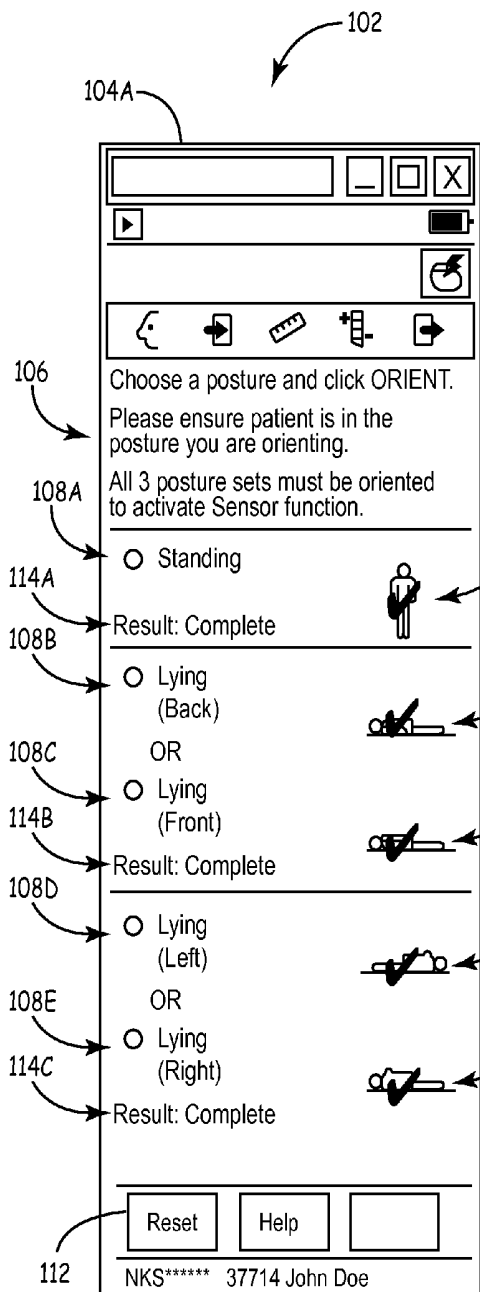 102
104A
X
106
Choose a posture and click ORIENT.
Please ensure patient is in the
posture you are orienting.
All 3 posture sets must be oriented
to activate Sensor function.
108A
Standing
114A
Result: Complete
108B
Lying
(Back)
OR
108C
Lying
(Front)
114B
Result: Complete
108D
Lying
(Left)
OR
108E
Lying
(Right)
114C
Result: Complete
Reset Help
112
NKS****** 37714 John Doe